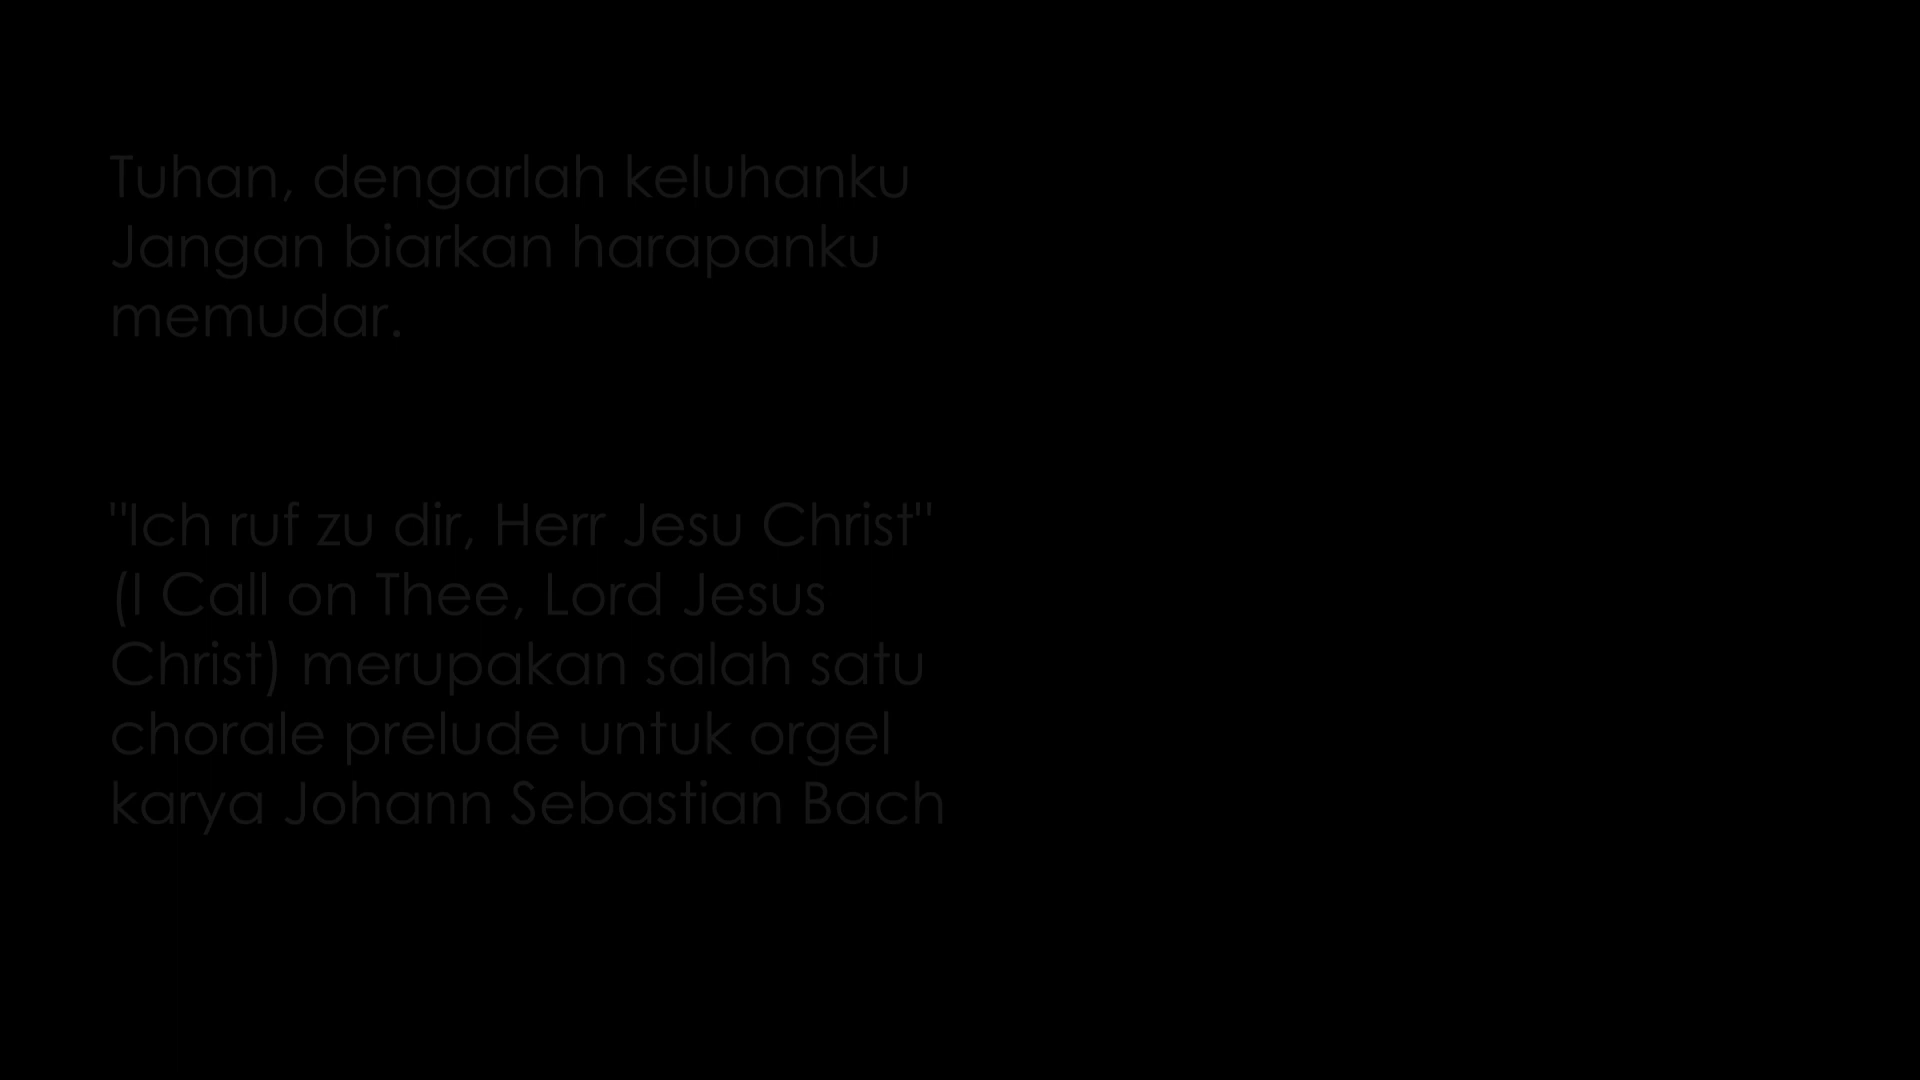 Tuhan, dengarlah keluhanku
Jangan biarkan harapanku
memudar.
"Ich ruf zu dir, Herr Jesu Christ"
(I Call on Thee, Lord Jesus
Christ) merupakan salah satu
chorale prelude untuk orgel
karya Johann Sebastian Bach